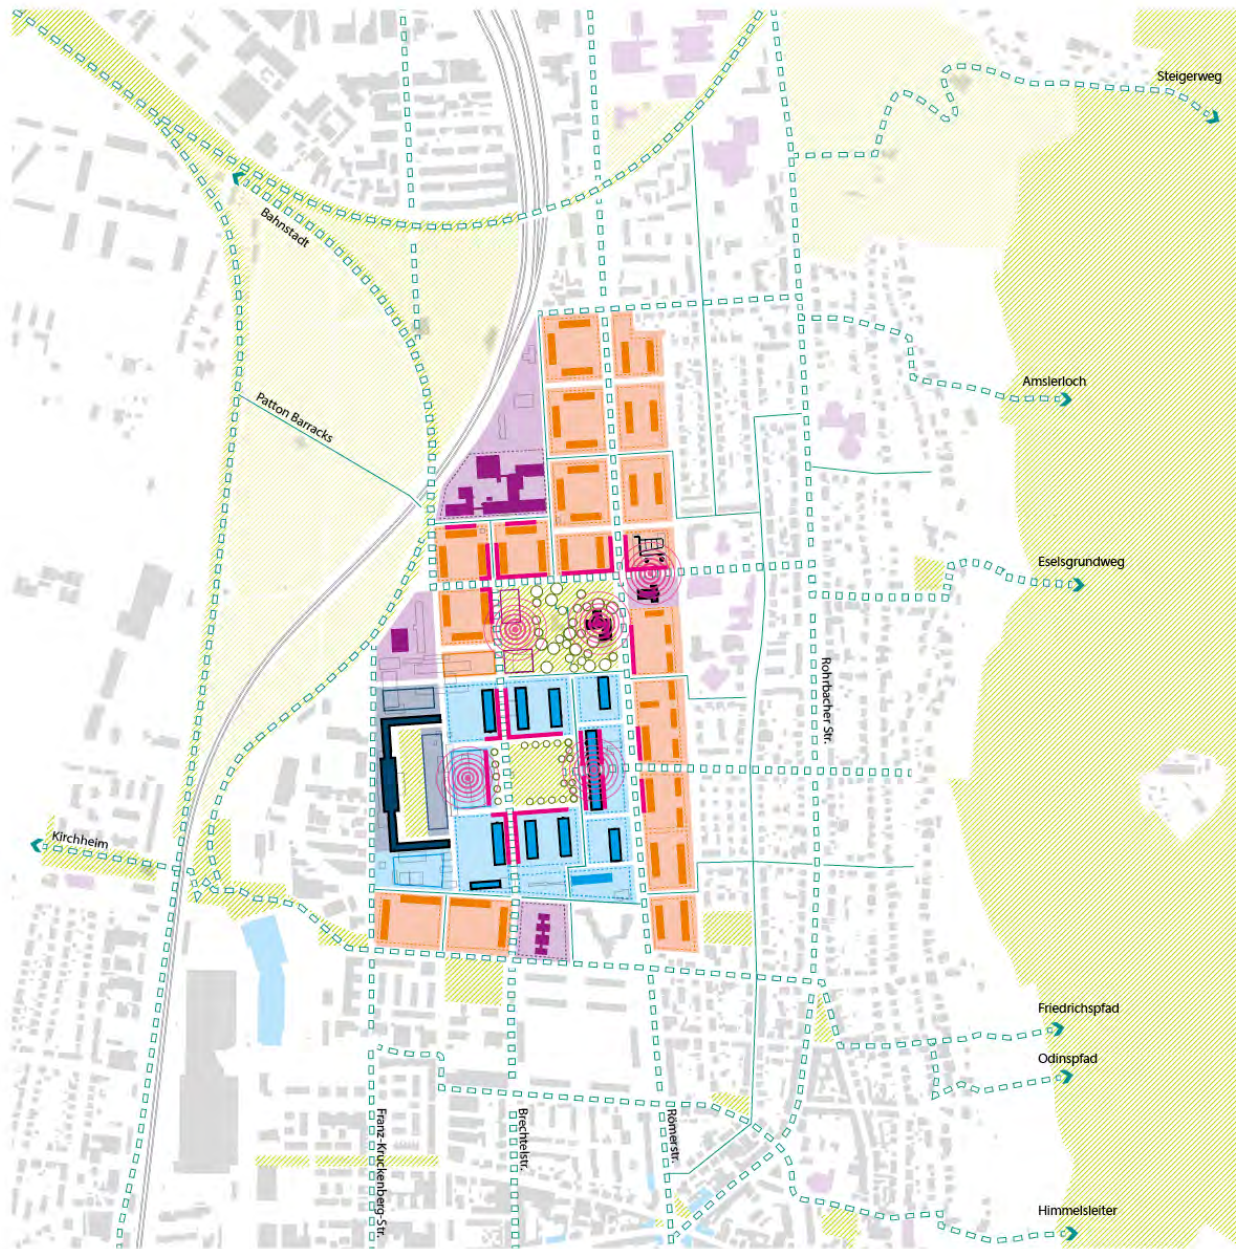 Steigerweg
Bahnstadt
Amslerloch
Patton Barracks
Eselsgrundweg
Rohrbacher Str.
Kirchheim
Friedrichspfad
Odinspfad
Franz-Kruckenberg-Str.
Brechtelstr.
Römerstr.
Himmelsleiter